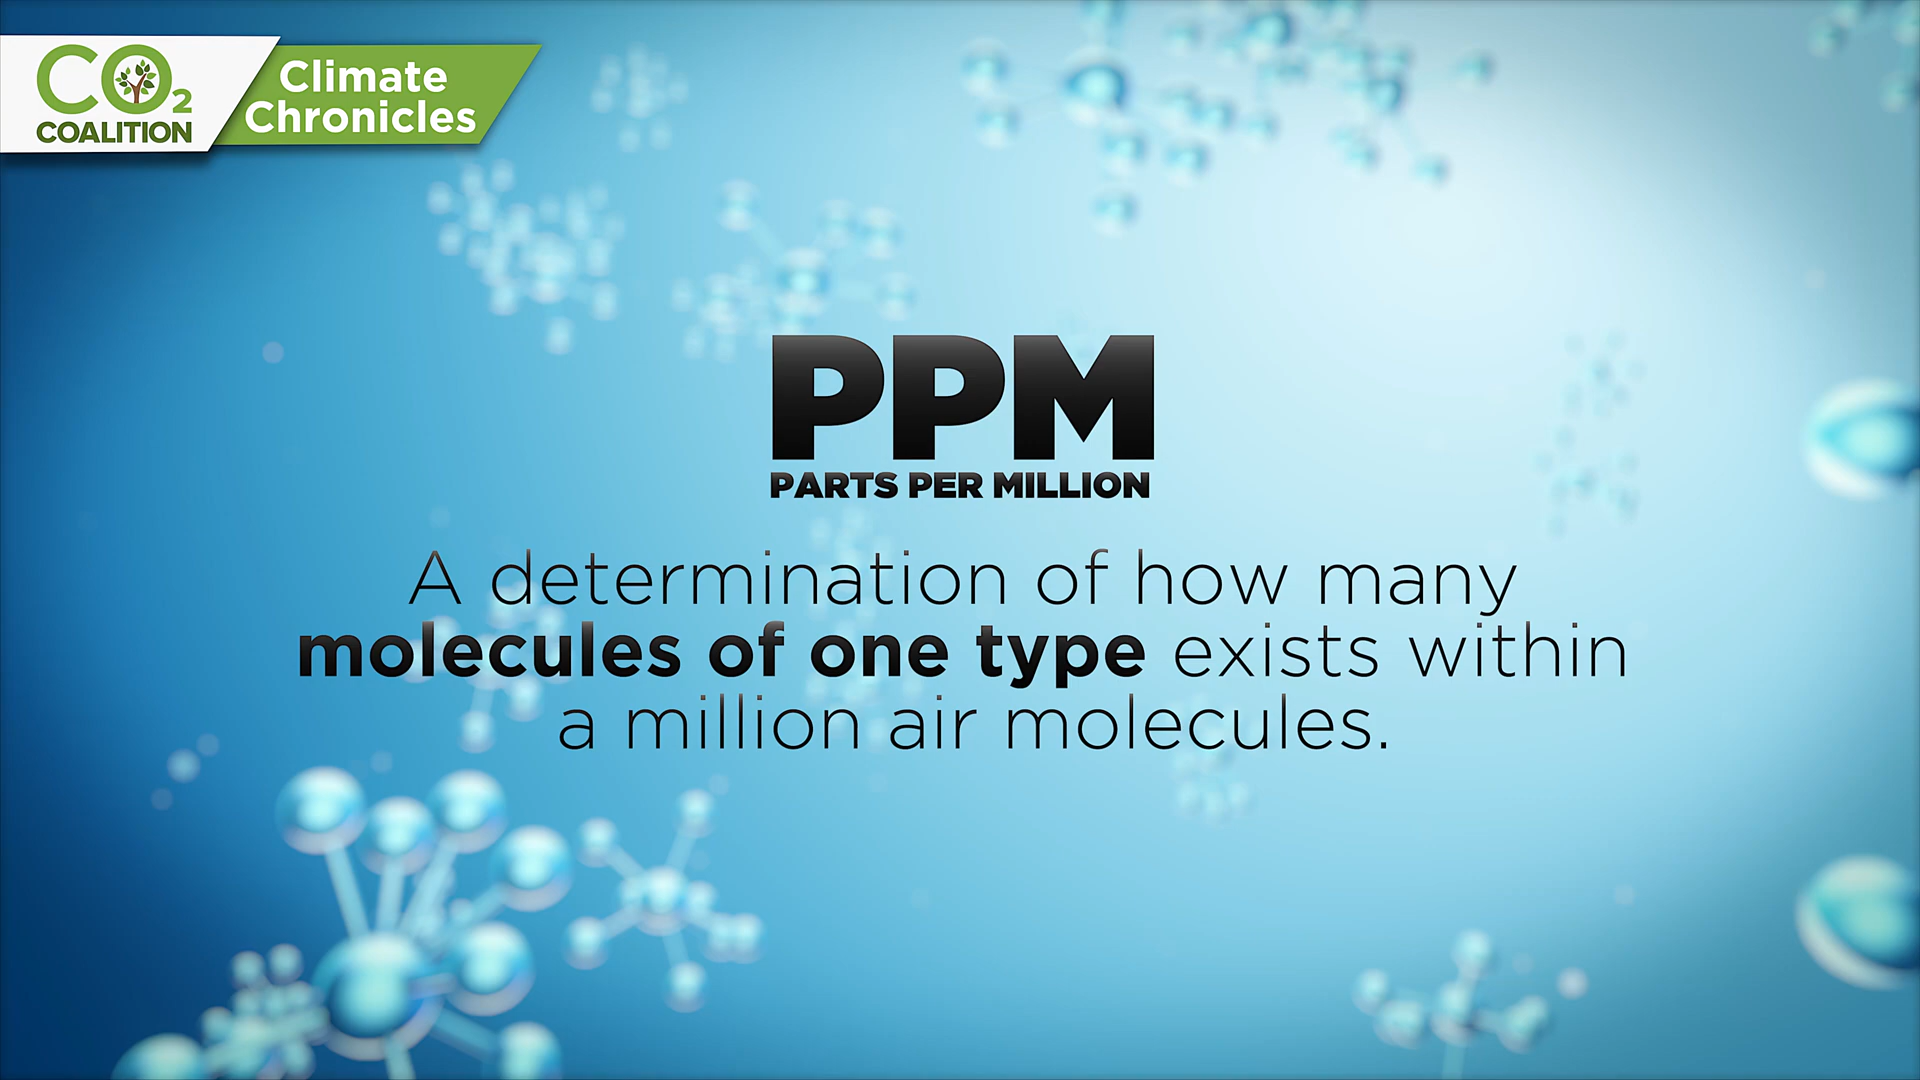 CO2
COALITION
Climate
Chronicles
PPM
PARTS PER MILLION
A determination of how many
molecules of one type exists within
a million air molecules.